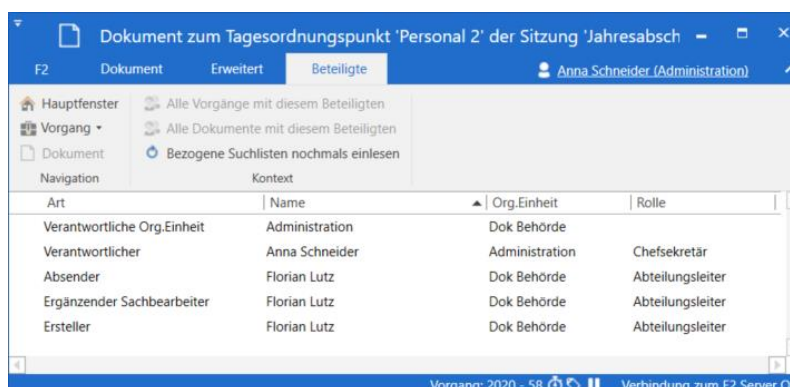 Dokument zum Tagesordnungspunkt 'Personal 2' der Sitzung 'Jahresabsch
F2 Dokument Erweitert Beteiligte Anna Schneider (Administration)
Hauptfenster Alle Vorgänge mit diesem Beteiligten
Vorgang Alle Dokumente mit diesem Beteiligten
Dokument Bezogene Suchlisten nochmals einlesen
Navigation Kontext
Art Name Org.Einheit Rolle
Verantwortliche Org.Einheit Administration Dok Behörde
Verantwortlicher Anna Schneider Administration Chefsekretär
Absender Florian Lutz Dok Behörde Abteilungsleiter
Ergänzender Sachbearbeiter Florian Lutz Dok Behörde Abteilungsleiter
Ersteller Florian Lutz Dok Behörde Abteilungsleiter
Vorgang: 2020 - 58 Verbindung zum F2 Server O